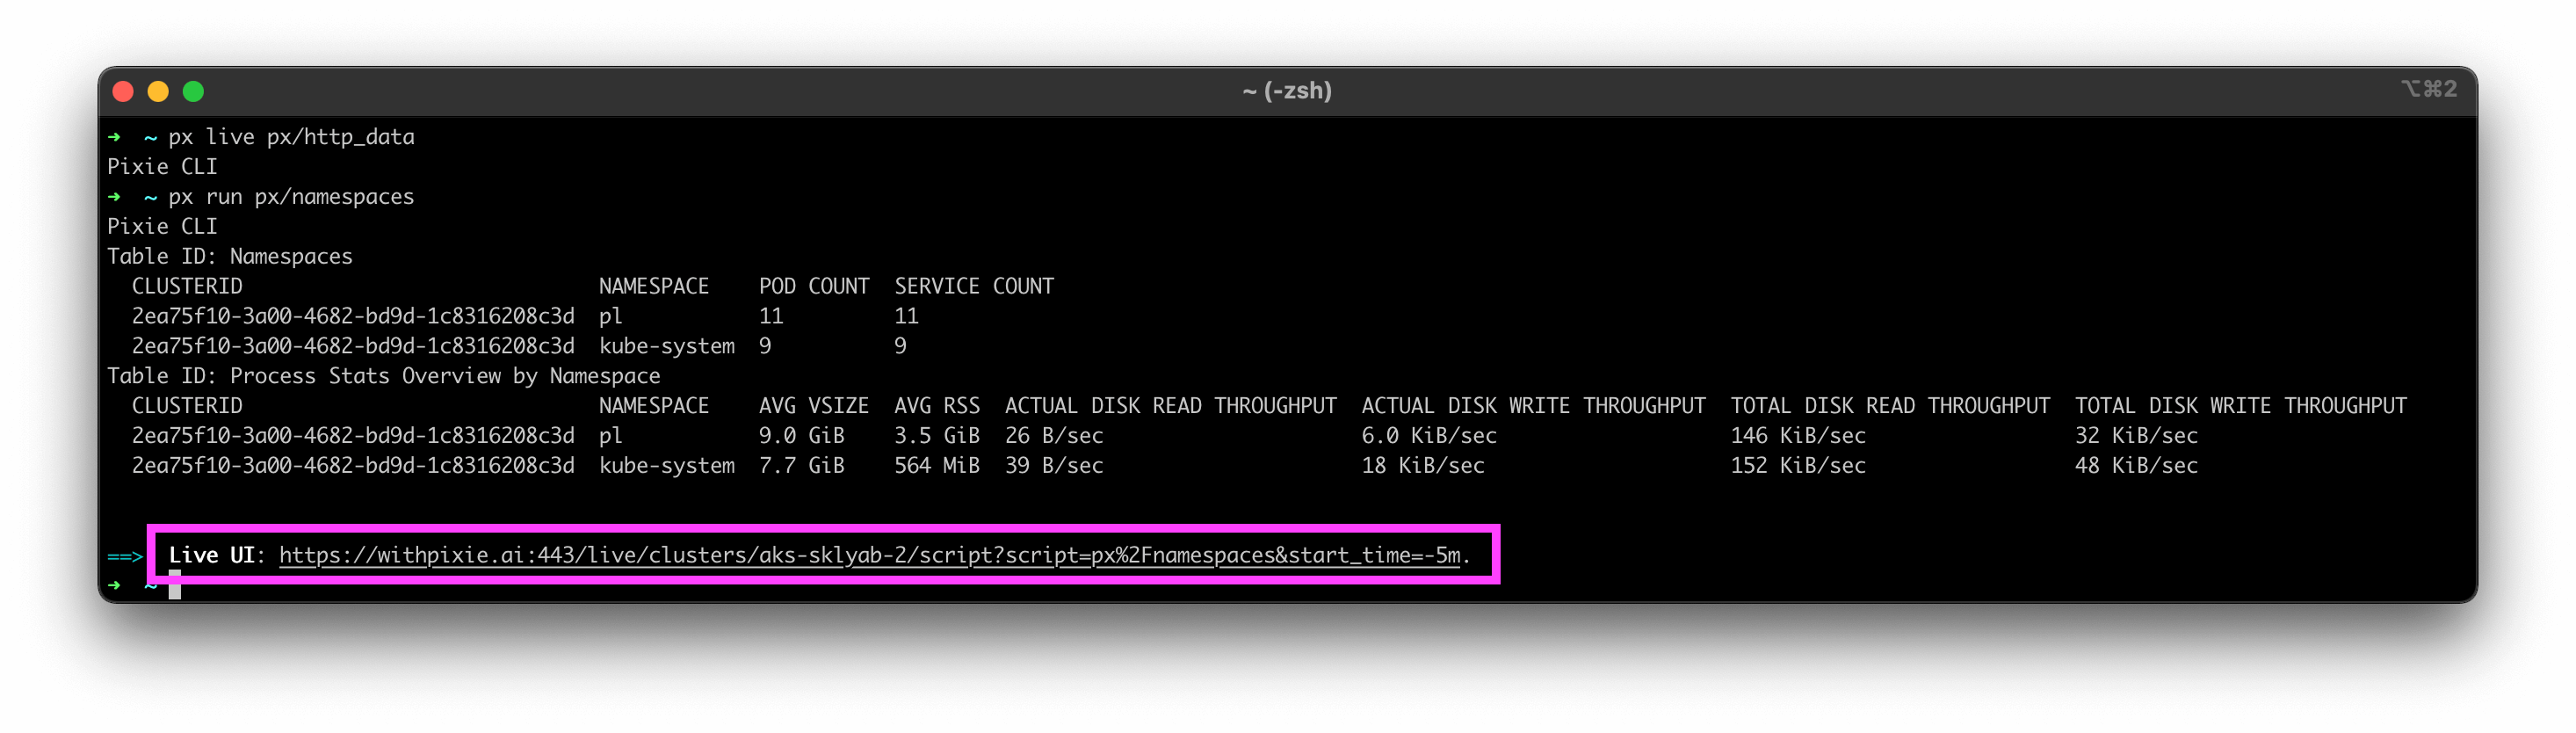 ~ (-zsh)
⌥⌘2
➜ ~ px live px/http_data
Pixie CLI
➜ ~ px run px/namespaces
Pixie CLI
Table ID: Namespaces
CLUSTERID NAMESPACE POD COUNT SERVICE COUNT
2ea75f10-3a00-4682-bd9d-1c8316208c3d pl 11 11
2ea75f10-3a00-4682-bd9d-1c8316208c3d kube-system 9 9
Table ID: Process Stats Overview by Namespace
CLUSTERID NAMESPACE AVG VSIZE AVG RSS ACTUAL DISK READ THROUGHPUT ACTUAL DISK WRITE THROUGHPUT TOTAL DISK READ THROUGHPUT TOTAL DISK WRITE THROUGHPUT
2ea75f10-3a00-4682-bd9d-1c8316208c3d pl 9.0 GiB 3.5 GiB 26 B/sec 6.0 KiB/sec 146 KiB/sec 32 KiB/sec
2ea75f10-3a00-4682-bd9d-1c8316208c3d kube-system 7.7 GiB 564 MiB 39 B/sec 18 KiB/sec 152 KiB/sec 48 KiB/sec
==> Live UI: https://withpixie.ai:443/live/clusters/aks-sklyab-2/script?script=px%2Fnamespaces&start_time=-5m.
➜ ~